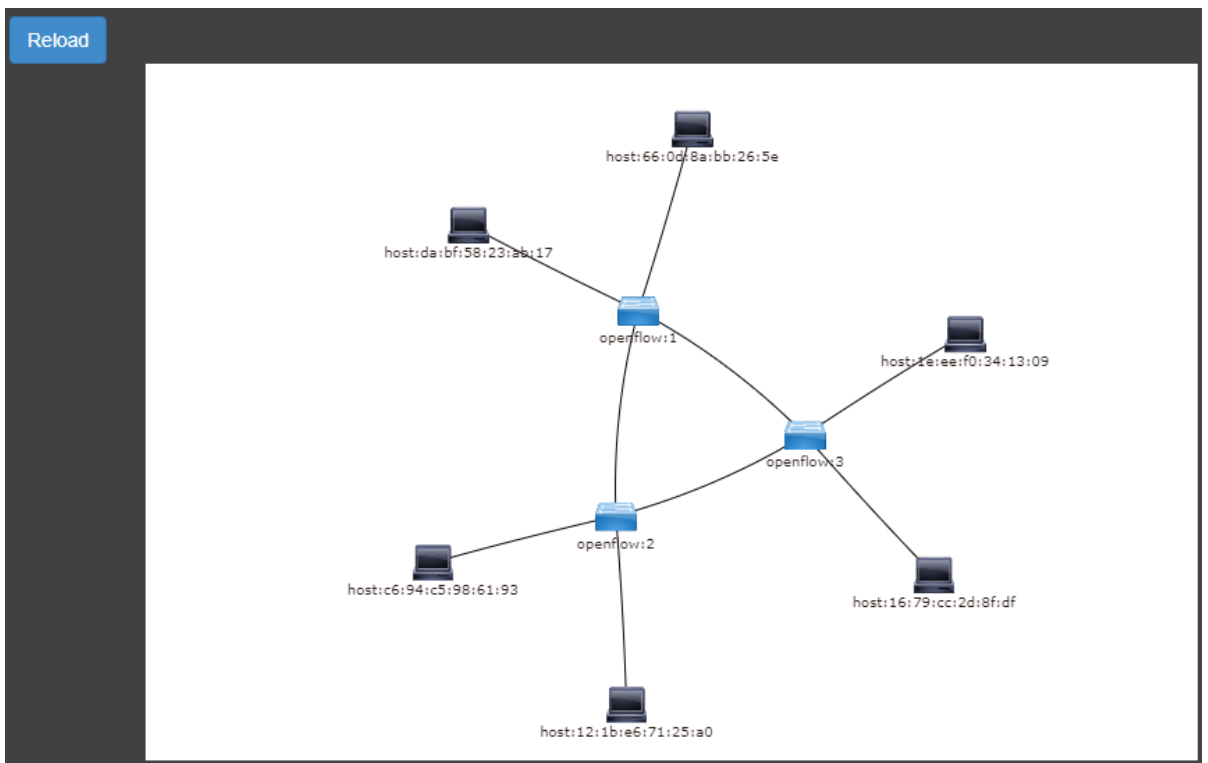 Reload
host:66:0d:8a:bb:26:5e
host:da:bf:58:23:ab:17
openflow:1
host:1e:ee:f0:34:13:09
openflow:3
openflow:2
host:c6:94:c5:98:61:93
host:16:79:cc:2d:8f:df
host:12:1b:e6:71:25:a0